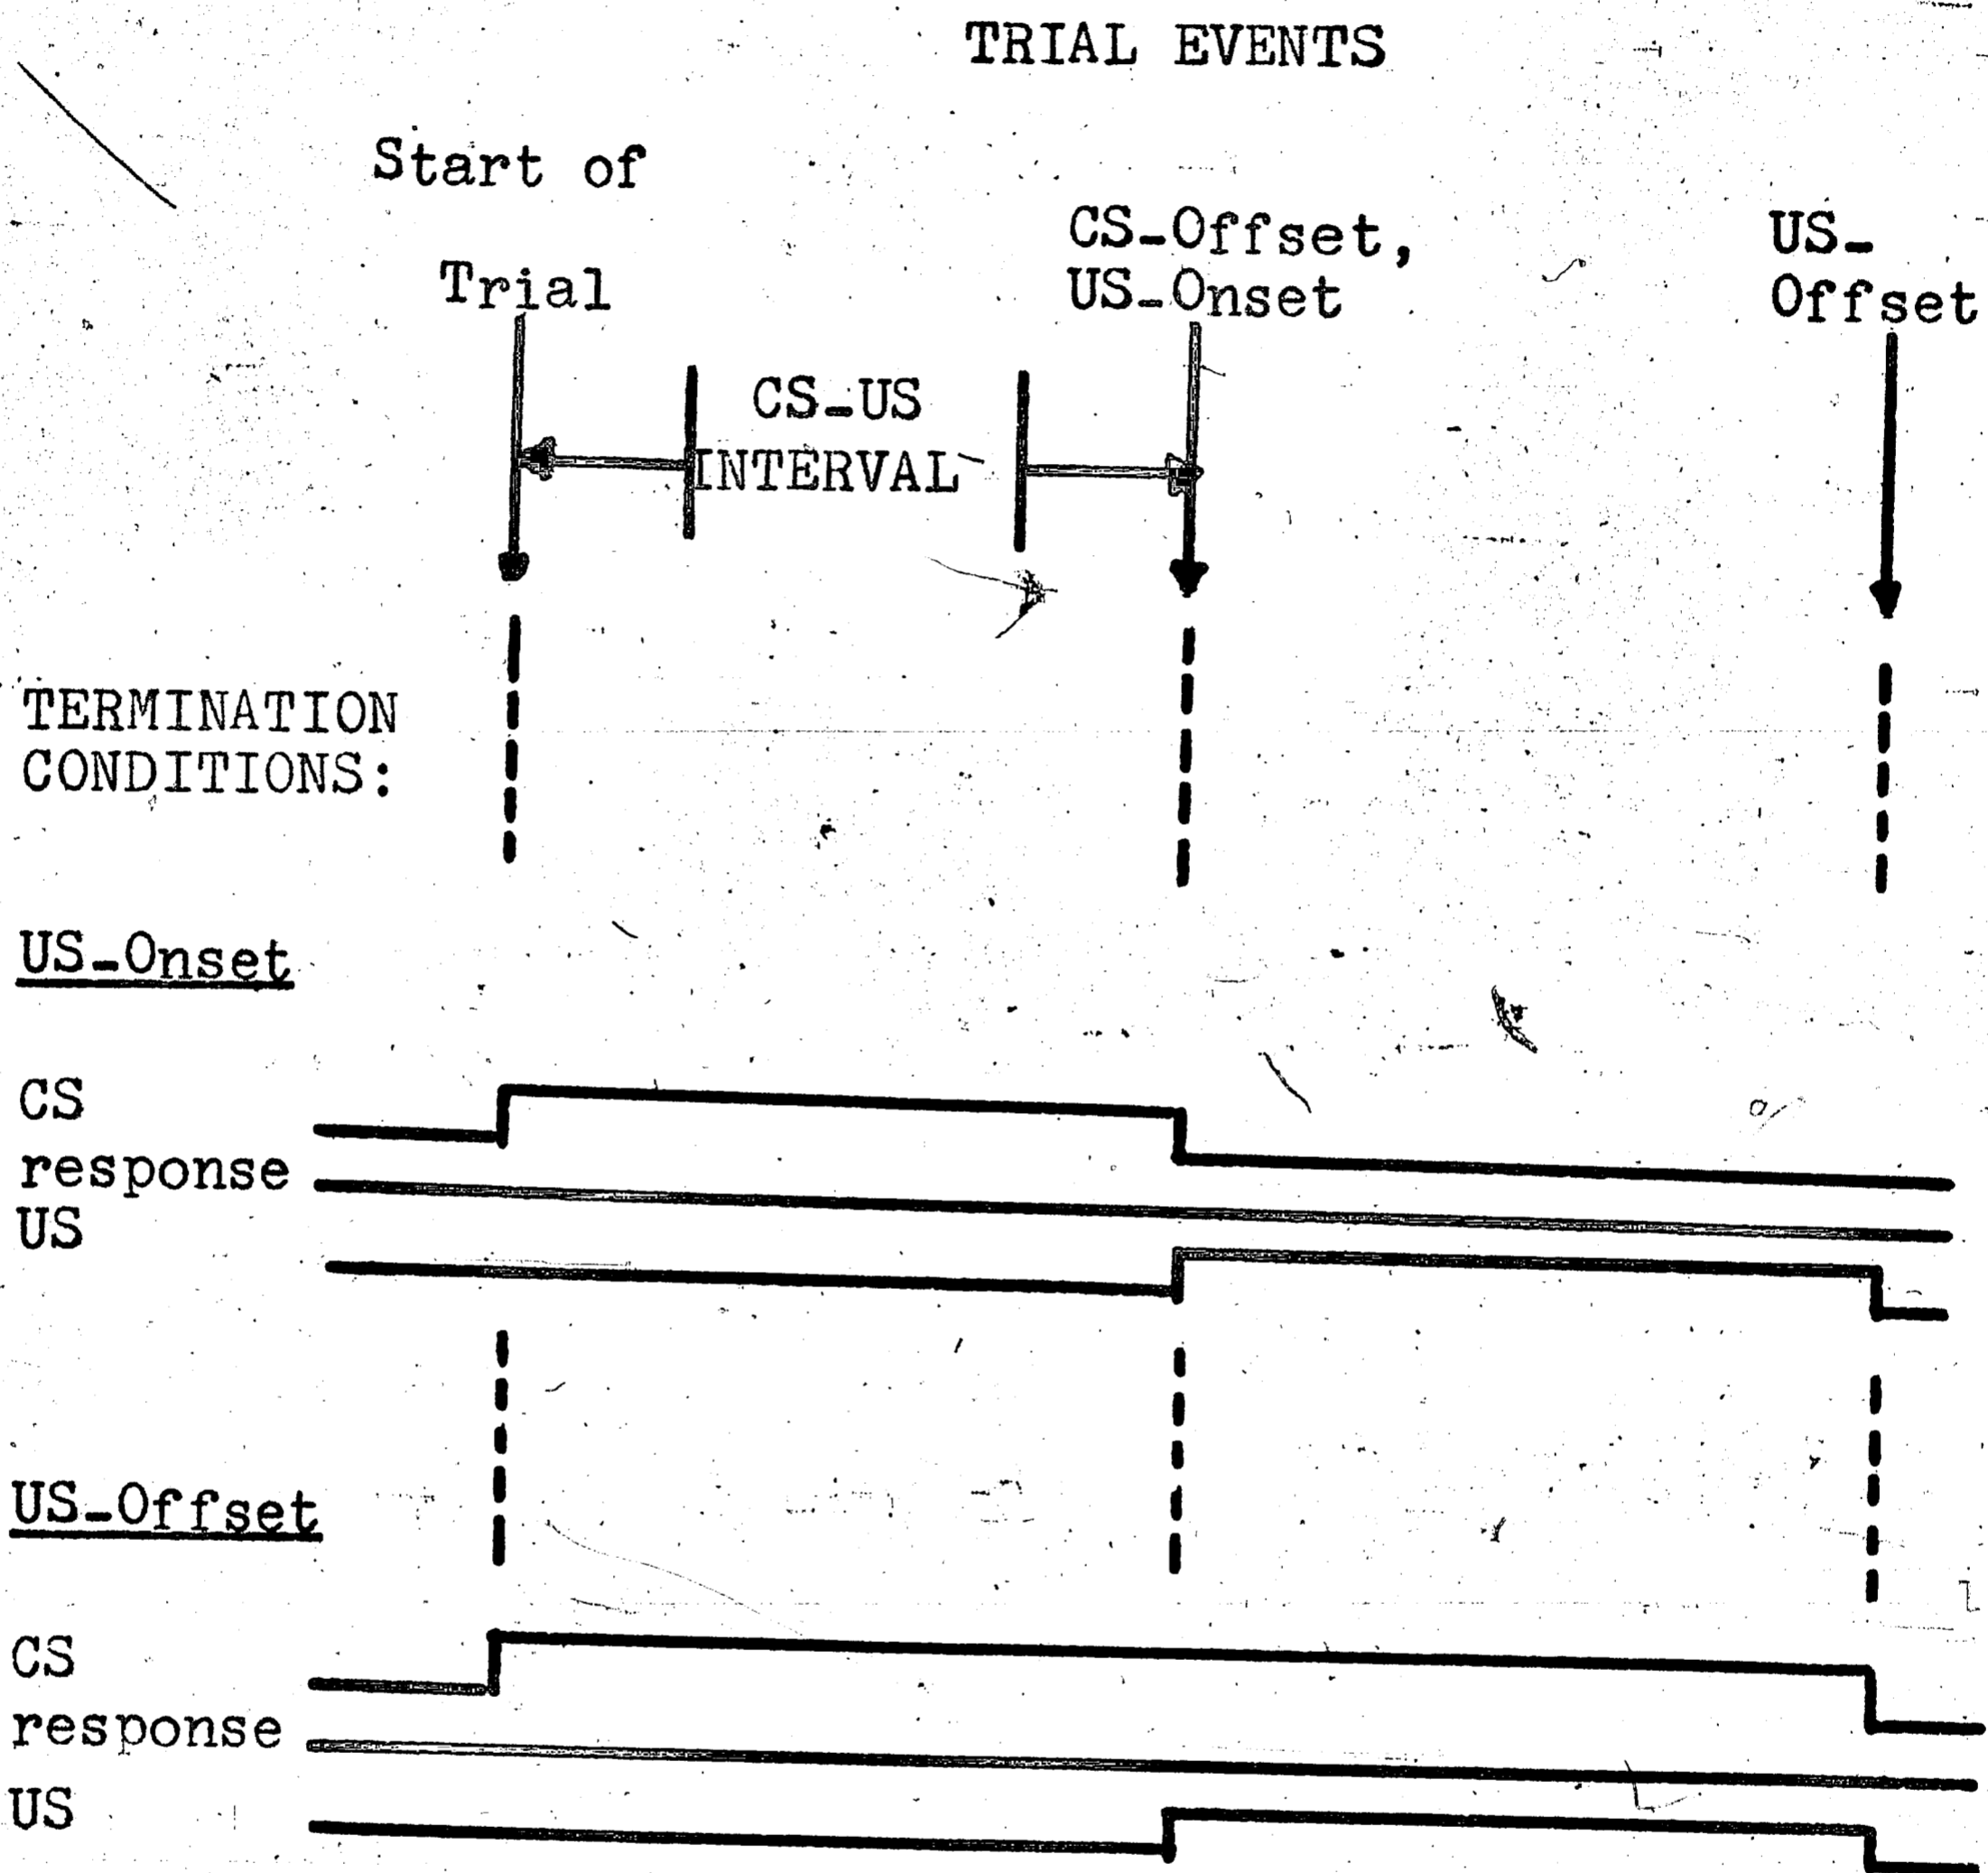 TRIAL EVENTS
Start of
Trial
CS-Offset,
US-Onset
US-
Offset
CS-US
INTERVAL
TERMINATION
CONDITIONS:
US-Onset
CS
response
US
US-Offset
CS
response
US